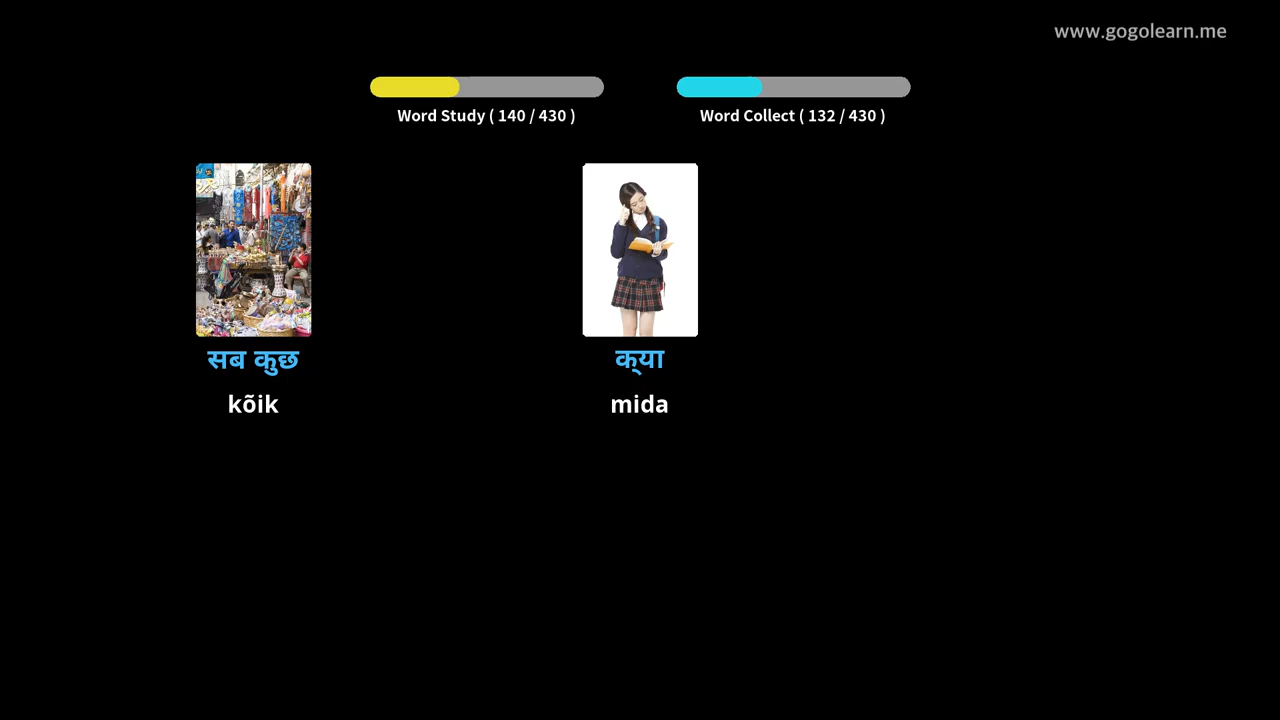 www.gogolearn.me
Word Study ( 140 / 430 )
Word Collect ( 132 / 430 )
सब कुछ
क्या
kõik
mida